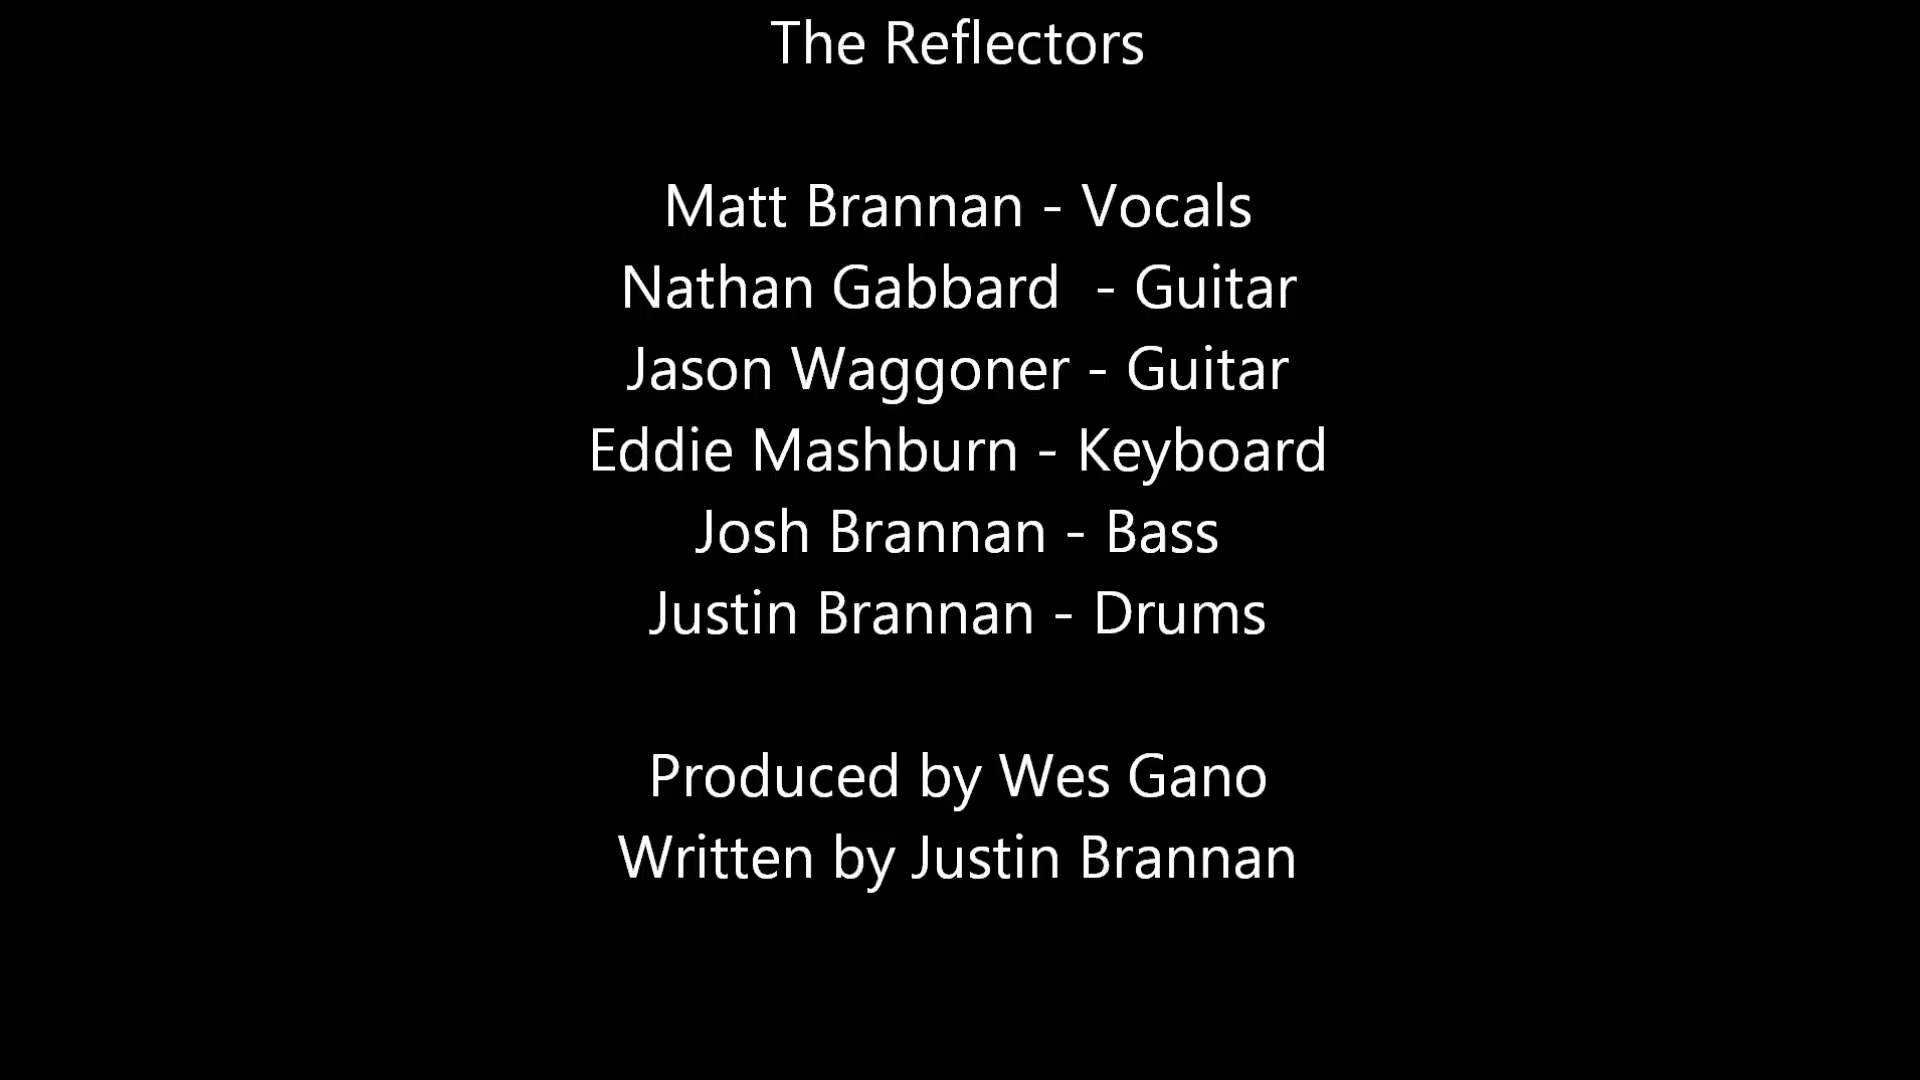 The Reflectors
Matt Brannan - Vocals
Nathan Gabbard  - Guitar
Jason Waggoner - Guitar
Eddie Mashburn - Keyboard
Josh Brannan - Bass
Justin Brannan - Drums
Produced by Wes Gano
Written by Justin Brannan